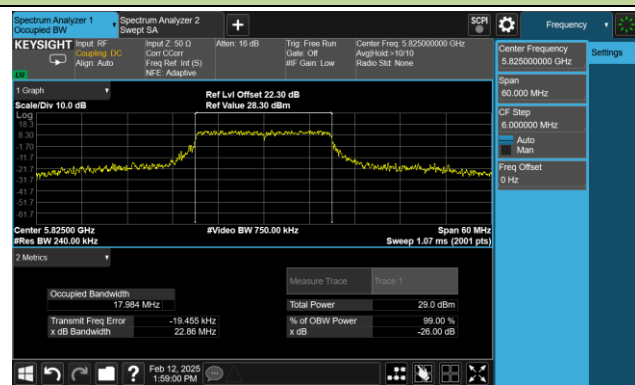 Spectrum Analyzer 1
Occupied BW
Spectrum Analyzer 2
Swept SA
SCPI
Frequency
KEYSIGHT
Input: RF
Coupling: DC
Align: Auto
Input Z: 50 Ω
Corr CCorr
Freq Ref: Int (S)
NFE: Adaptive
Atten: 16 dB
Trig: Free Run
Gate: Off
#IF Gain: Low
Center Freq: 5.825000000 GHz
Avg|Hold:>10/10
Radio Std: None
Center Frequency
5.825000000 GHz
Settings
Span
60.000 MHz
CF Step
6.000000 MHz
Auto
Man
Freq Offset
0 Hz
1 Graph
Scale/Div 10.0 dB
Ref Lvl Offset 22.30 dB
Ref Value 28.30 dBm
Log
18.3
8.30
-1.70
-11.7
-21.7
-31.7
-41.7
-51.7
-61.7
Center 5.82500 GHz
#Res BW 240.00 kHz
#Video BW 750.00 kHz
Span 60 MHz
Sweep 1.07 ms (2001 pts)
2 Metrics
Measure Trace
Trace 1
Occupied Bandwidth
17.984 MHz
Total Power
29.0 dBm
Transmit Freq Error
-19.455 kHz
% of OBW Power
99.00 %
x dB Bandwidth
22.86 MHz
x dB
-26.00 dB
Feb 12, 2025
1:59:00 PM